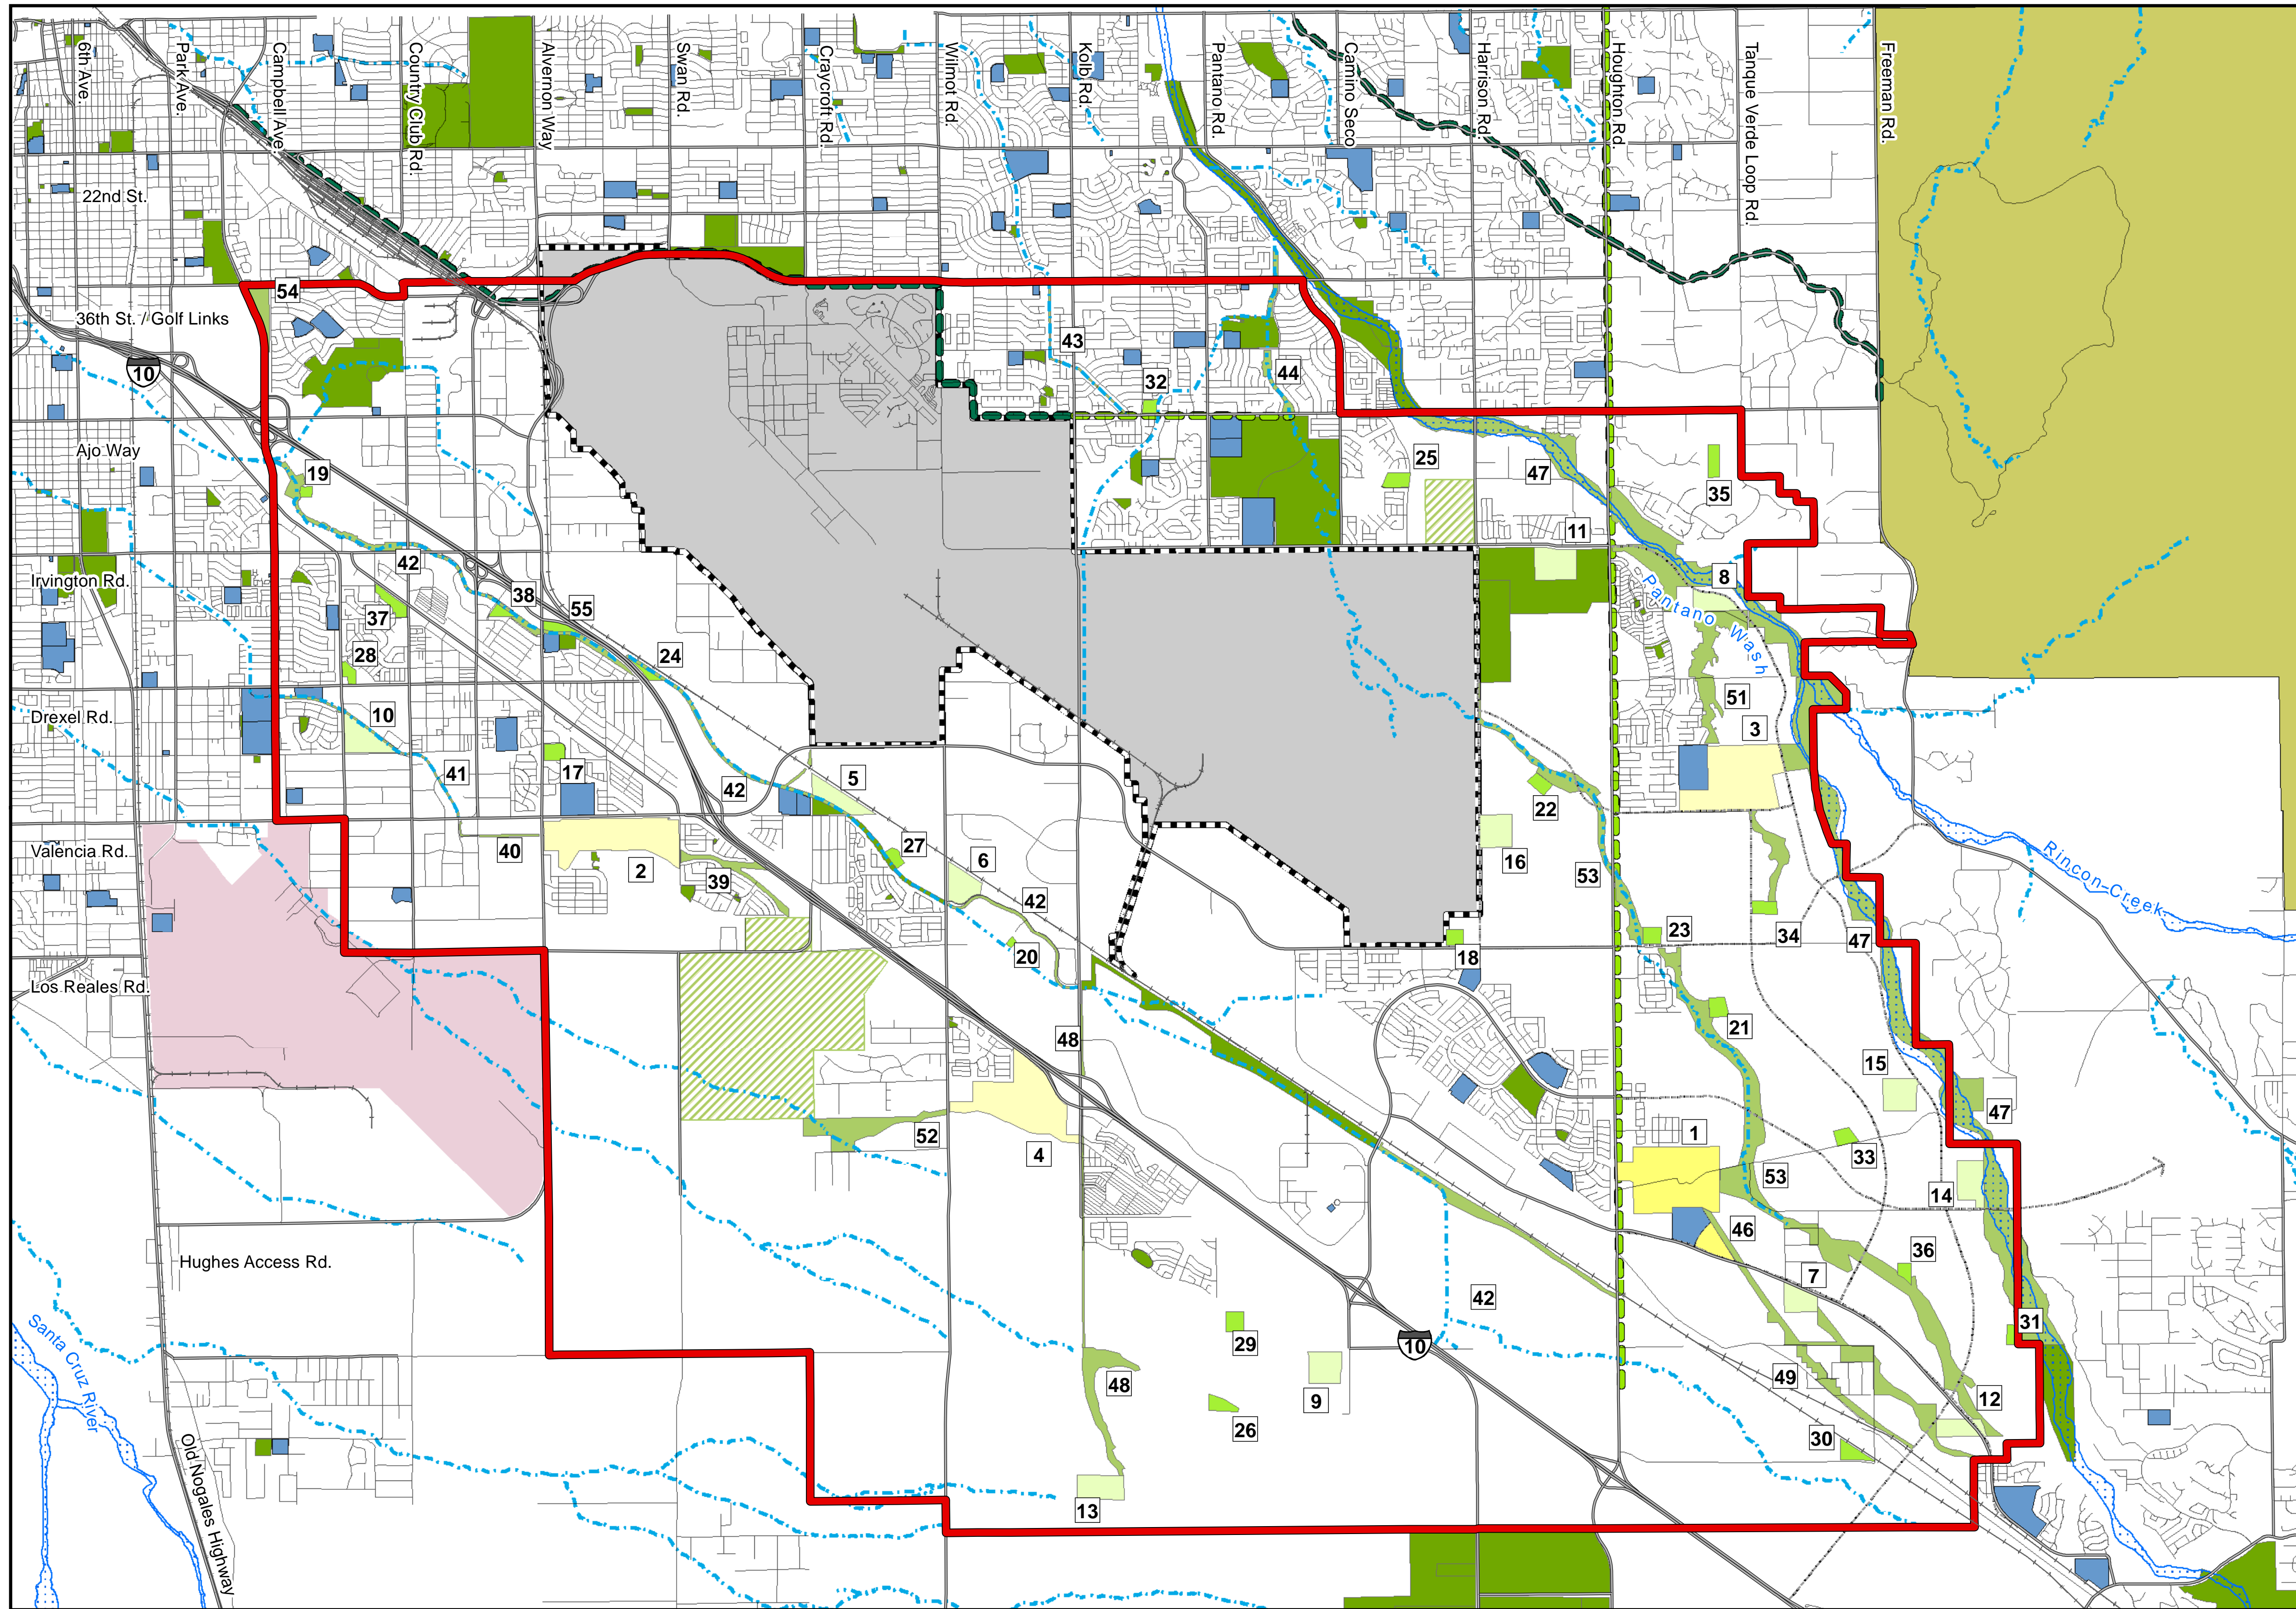 6th Ave.
Park Ave.
Campbell Ave.
Country Club Rd.
Alvernon Way
Swan Rd.
Craycroft Rd.
Wilmot Rd.
Kolb Rd.
Pantano Rd.
Camino Seco
Harrison Rd.
Houghton Rd.
Tanque Verde Loop Rd.
Freeman Rd.
22nd St.
54
36th St. / Golf Links
43
10
32
44
Ajo Way
19
25
47
35
11
42
Irvington Rd.
38
8
55
37
Pantano Wash
28
24
51
10
Drexel Rd.
3
41
17
5
42
22
27
40
Valencia Rd.
6
16
2
39
53
Rincon Creek
42
23
34
47
20
18
Los Reales Rd.
21
48
15
47
1
52
4
33
53
14
46
36
Hughes Access Rd.
7
42
31
Santa Cruz River
29
10
49
48
9
12
26
30
Old Nogales Highway
13